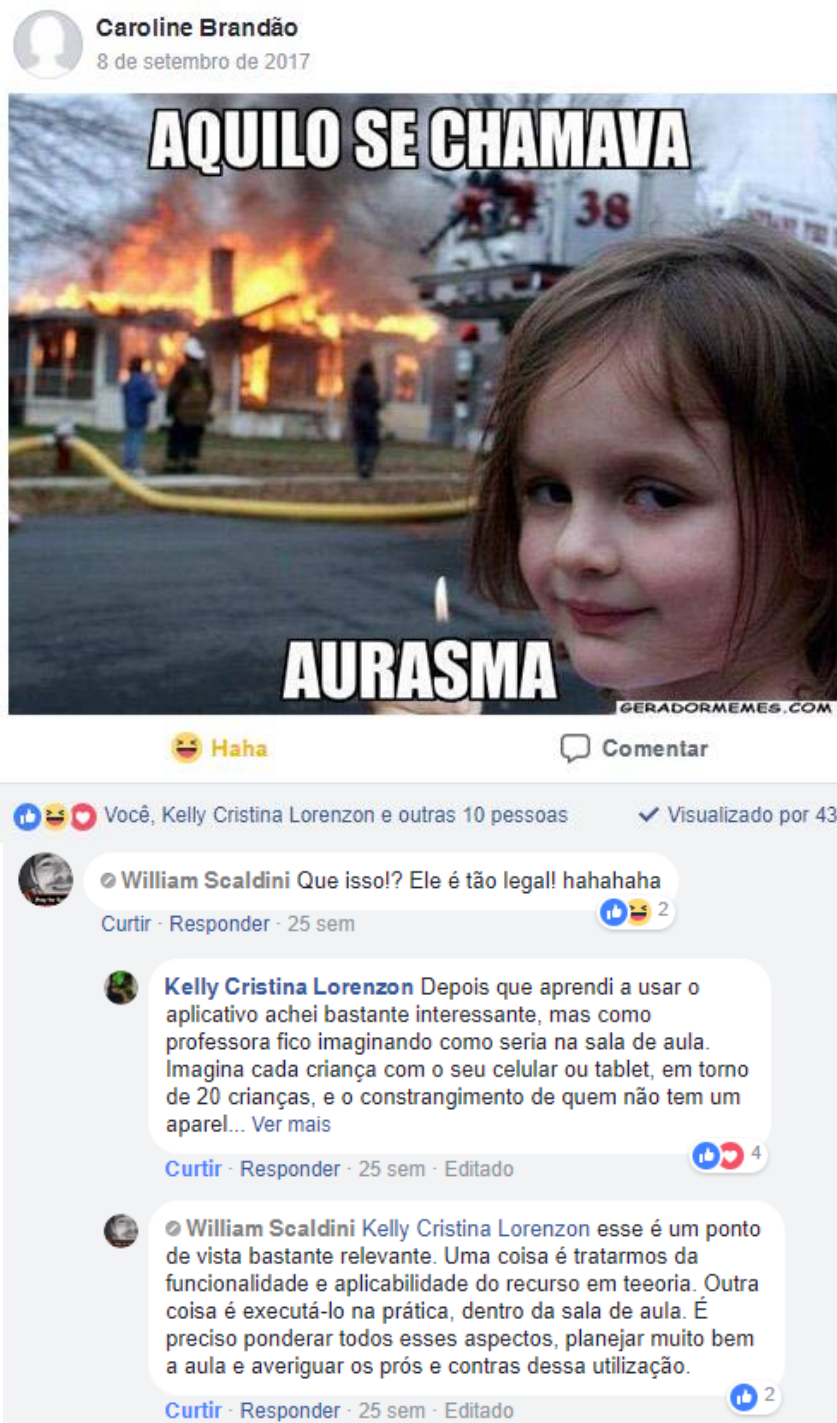 Caroline Brandão
8 de setembro de 2017
AQUILO SE CHAMAVA
38
AURASMA
GERADORMEMES.COM
Haha
Comentar
Você, Kelly Cristina Lorenzon e outras 10 pessoas
Visualizado por 43
William Scaldini Que isso!? Ele é tão legal! hahahaha
2
Curtir · Responder · 25 sem
Kelly Cristina Lorenzon Depois que aprendi a usar o
aplicativo achei bastante interessante, mas como
professora fico imaginando como seria na sala de aula.
Imagina cada criança com o seu celular ou tablet, em torno
de 20 crianças, e o constrangimento de quem não tem um
aparel... Ver mais
4
Curtir · Responder · 25 sem · Editado
William Scaldini Kelly Cristina Lorenzon esse é um ponto
de vista bastante relevante. Uma coisa é tratarmos da
funcionalidade e aplicabilidade do recurso em teeoria. Outra
coisa é executá-lo na prática, dentro da sala de aula. É
preciso ponderar todos esses aspectos, planejar muito bem
a aula e averiguar os prós e contras dessa utilização.
2
Curtir · Responder · 25 sem · Editado